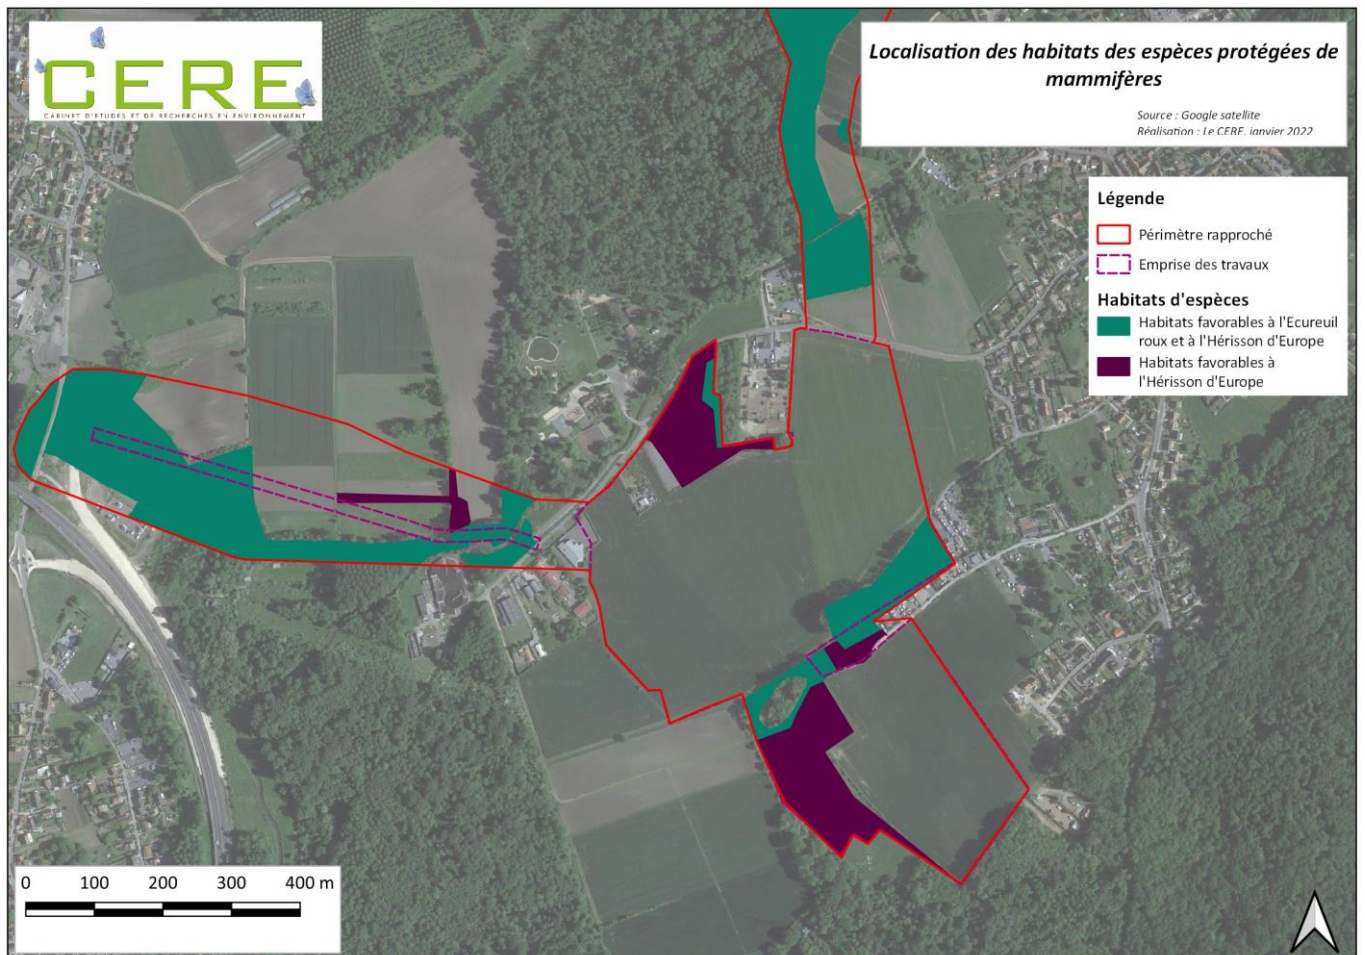 CERE
CABINET D'ETUDES ET DE RECHERCHES EN ENVIRONNEMENT
Localisation des habitats des espèces protégées de
mammifères
Source : Google satellite
Réalisation : Le CERE, janvier 2022
Légende
Périmètre rapproché
Emprise des travaux
Habitats d'espèces
Habitats favorables à l'Ecureuil
roux et à l'Hérisson d'Europe
Habitats favorables à
l'Hérisson d'Europe
0 100 200 300 400 m